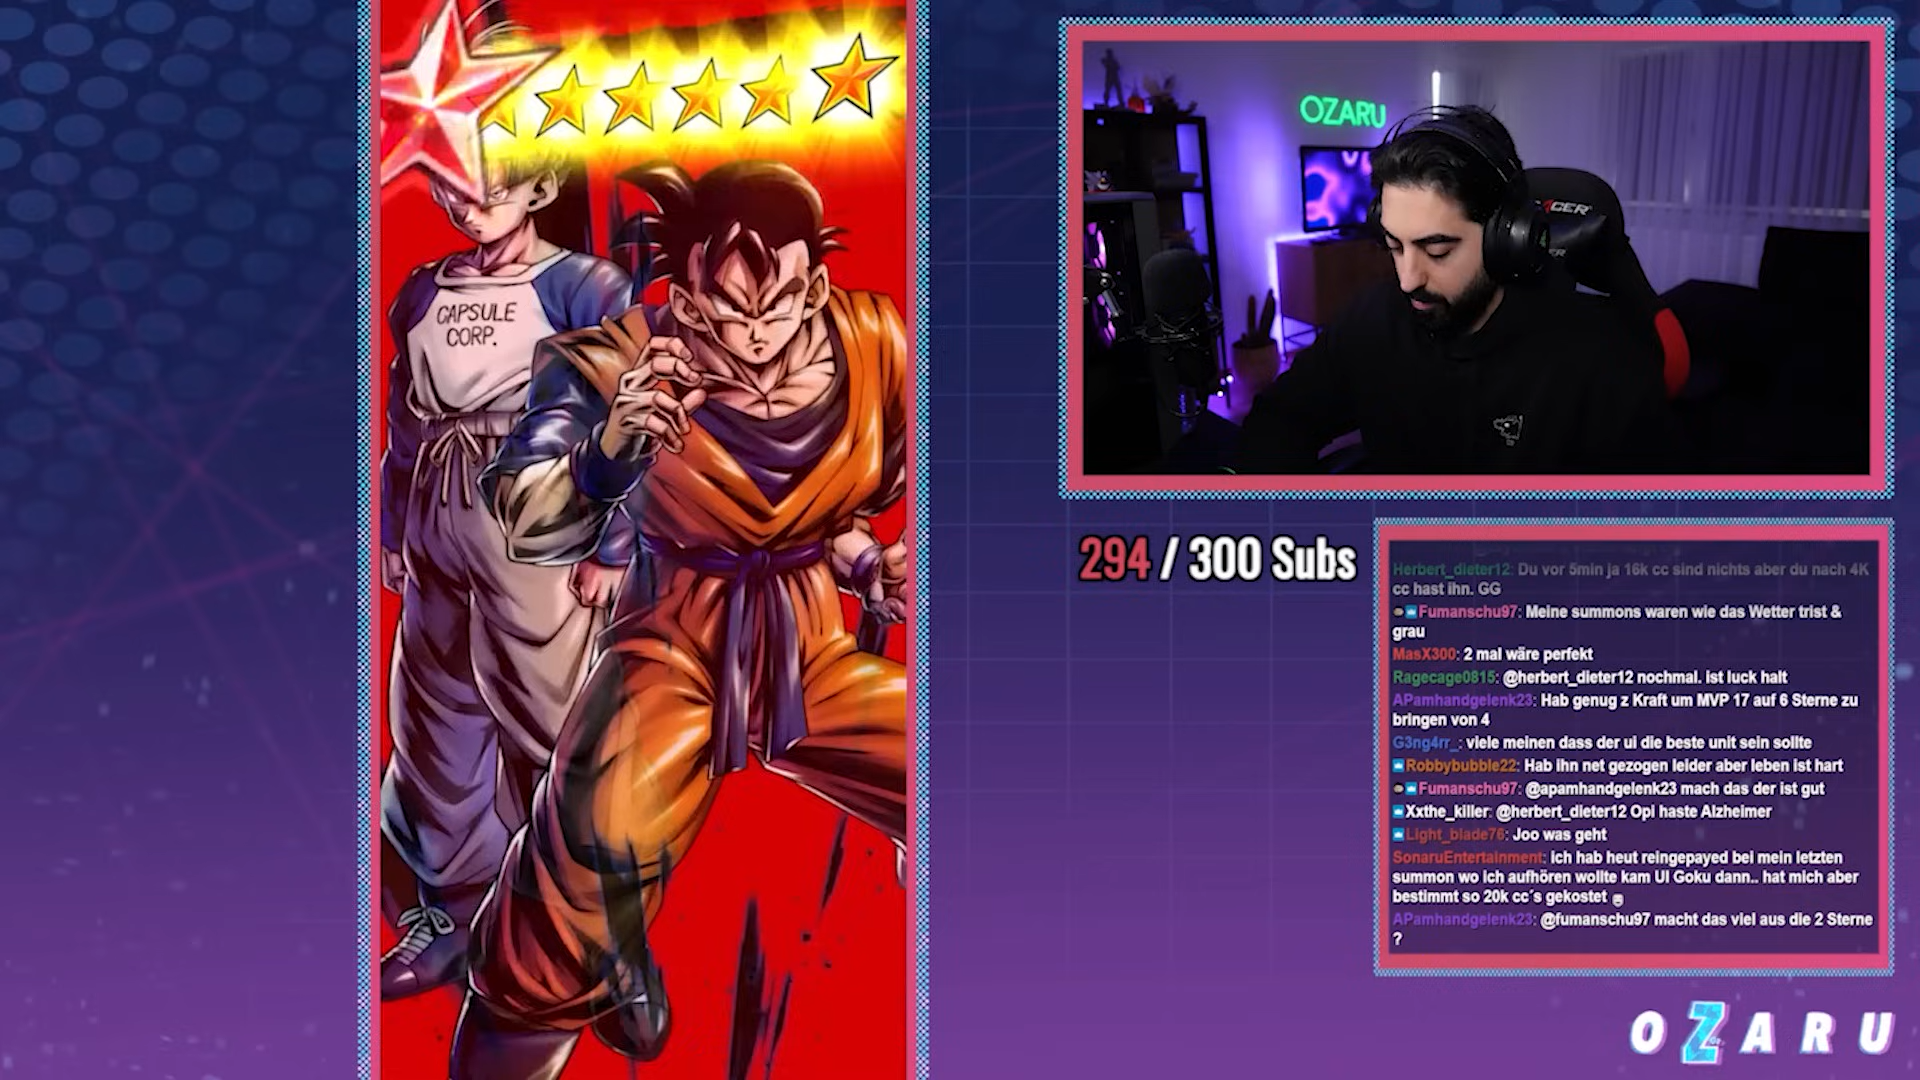 CAPSULE
CORP.
OZARU
294 / 300 Subs
Herbert_dieter12: Du vor 5min ja 16k cc sind nichts aber du nach 4K
cc hast ihn. GG
Fumanschu97: Meine summons waren wie das Wetter trist &
grau
MasX300: 2 mal wäre perfekt
Ragecage0815: @herbert_dieter12 nochmal. ist luck halt
APamhandgelenk23: Hab genug z Kraft um MVP 17 auf 6 Sterne zu
bringen von 4
G3ng4rr_: viele meinen dass der ui die beste unit sein sollte
Robbybubble22: Hab ihn net gezogen leider aber leben ist hart
Fumanschu97: @apamhandgelenk23 mach das der ist gut
Xxthe_killer: @herbert_dieter12 Opi haste Alzheimer
Light_blade76: Joo was geht
SonaruEntertainment: ich hab heut reingepayed bei mein letzten
summon wo ich aufhören wollte kam UI Goku dann.. hat mich aber
bestimmt so 20k cc´s gekostet
APamhandgelenk23: @fumanschu97 macht das viel aus die 2 Sterne
?
OZARU